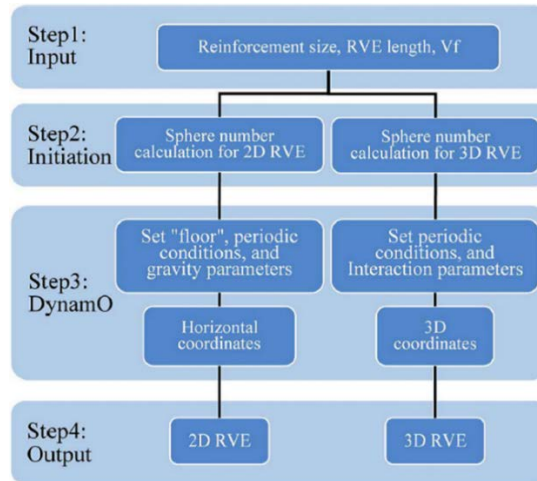 Step1:
Input
Reinforcement size, RVE length, Vf
Step2:
Initiation
Sphere number
calculation for 2D RVE
Sphere number
calculation for 3D RVE
Step3:
DynamO
Set "floor", periodic
conditions, and
gravity parameters
Set periodic
conditions, and
Interaction parameters
Horizontal
coordinates
3D
coordinates
Step4:
Output
2D RVE
3D RVE